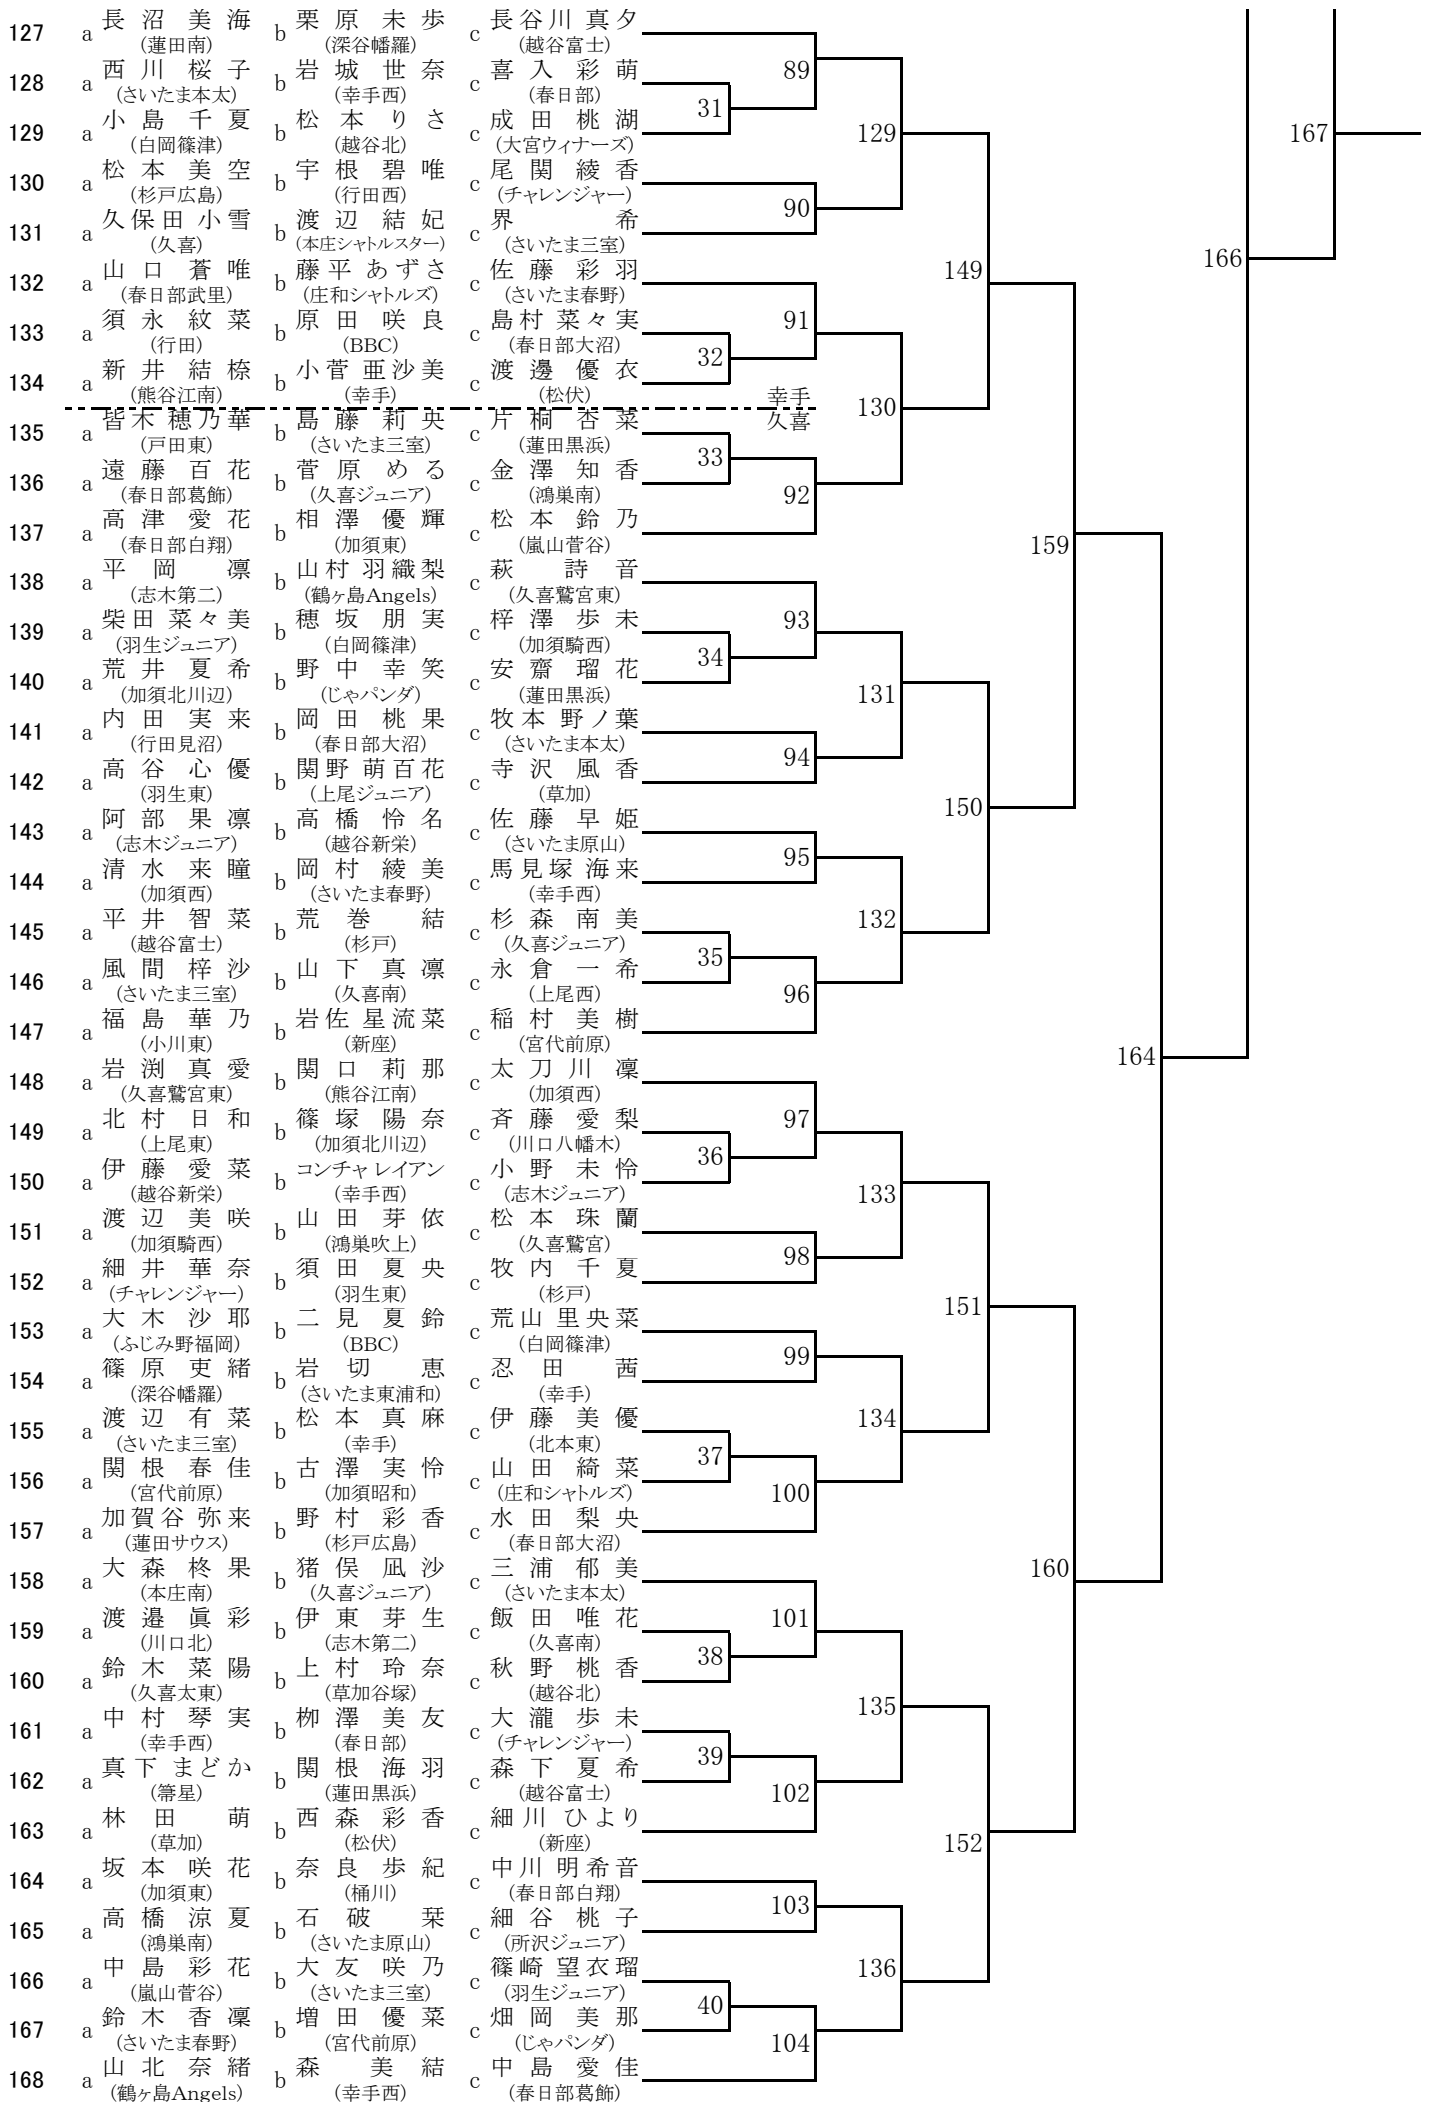 127 a 長沼美海 b 栗原未歩 c 長谷川真夕
(蓮田南) (深谷幡羅) (越谷富士)
128 a 西川桜子 b 岩城世奈 c 喜入彩萌 89
(さいたま本太) (幸手西) (春日部) 31
129 a 小島千夏 b 松本りさ c 成田桃湖 129 167
(白岡篠津) (越谷北) (大宮ウィナーズ)
130 a 松本美空 b 宇根碧唯 c 尾関綾香
(杉戸広島) (行田西) (チャレンジャー) 90
131 a 久保田小雪 b 渡辺結妃 c 界希
(久喜) (本庄シャトルスター) (さいたま三室) 166
132 a 山口蒼唯 b 藤平あずさ c 佐藤彩羽 149
(春日部武里) (庄和シャトルズ) (さいたま春野)
133 a 須永紋菜 b 原田咲良 c 島村菜々実 91
(行田) (BBC) (春日部大沼) 32
134 a 新井結楌 b 小菅亜沙美 c 渡邊優衣
(熊谷江南) (幸手) (松伏) 幸手
130
久喜
135 a 皆木穂乃華 b 島藤莉央 c 片桐杏菜
(戸田東) (さいたま三室) (蓮田黒浜) 33
136 a 遠藤百花 b 菅原める c 金澤知香
(春日部葛飾) (久喜ジュニア) (鴻巣南) 92
137 a 高津愛花 b 相澤優輝 c 松本鈴乃
(春日部白翔) (加須東) (嵐山菅谷) 159
138 a 平岡凛 b 山村羽織梨 c 萩詩音
(志木第二) (鶴ヶ島Angels) (久喜鷲宮東)
139 a 柴田菜々美 b 穂坂朋実 c 梓澤歩未 93
(羽生ジュニア) (白岡篠津) (加須騎西) 34
140 a 荒井夏希 b 野中幸笑 c 安齋瑠花
(加須北川辺) (じゃパンダ) (蓮田黒浜) 131
141 a 内田実来 b 岡田桃果 c 牧本野ノ葉
(行田見沼) (春日部大沼) (さいたま本太) 94
142 a 高谷心優 b 関野萌百花 c 寺沢風香
(羽生東) (上尾ジュニア) (草加) 150
143 a 阿部果凛 b 高橋怜名 c 佐藤早姫
(志木ジュニア) (越谷新栄) (さいたま原山) 95
144 a 清水来瞳 b 岡村綾美 c 馬見塚海来
(加須西) (さいたま春野) (幸手西)
145 a 平井智菜 b 荒巻結 c 杉森南美 132
(越谷富士) (杉戸) (久喜ジュニア) 35
146 a 風間梓沙 b 山下真凛 c 永倉一希
(さいたま三室) (久喜南) (上尾西) 96
147 a 福島華乃 b 岩佐星流菜 c 稲村美樹
(小川東) (新座) (宮代前原) 164
148 a 岩渕真愛 b 関口莉那 c 太刀川凜
(久喜鷲宮東) (熊谷江南) (加須西)
149 a 北村日和 b 篠塚陽奈 c 斉藤愛梨 97
(上尾東) (加須北川辺) (川口八幡木) 36
150 a 伊藤愛菜 b コンチャレイアン c 小野未怜
(越谷新栄) (幸手西) (志木ジュニア) 133
151 a 渡辺美咲 b 山田芽依 c 松本珠蘭
(加須騎西) (鴻巣吹上) (久喜鷲宮) 98
152 a 細井華奈 b 須田夏央 c 牧内千夏
(チャレンジャー) (羽生東) (杉戸) 151
153 a 大木沙耶 b 二見夏鈴 c 荒山里央菜
(ふじみ野福岡) (BBC) (白岡篠津) 99
154 a 篠原吏緒 b 岩切恵 c 忍田茜
(深谷幡羅) (さいたま東浦和) (幸手)
155 a 渡辺有菜 b 松本真麻 c 伊藤美優 134
(さいたま三室) (幸手) (北本東) 37
156 a 関根春佳 b 古澤実怜 c 山田綺菜
(宮代前原) (加須昭和) (庄和シャトルズ) 100
157 a 加賀谷弥来 b 野村彩香 c 水田梨央
(蓮田サウス) (杉戸広島) (春日部大沼)
158 a 大森柊果 b 猪俣凪沙 c 三浦郁美 160
(本庄南) (久喜ジュニア) (さいたま本太)
159 a 渡邉眞彩 b 伊東芽生 c 飯田唯花 101
(川口北) (志木第二) (久喜南) 38
160 a 鈴木菜陽 b 上村玲奈 c 秋野桃香
(久喜太東) (草加谷塚) (越谷北) 135
161 a 中村琴実 b 栁澤美友 c 大瀧歩未
(幸手西) (春日部) (チャレンジャー) 39
162 a 真下まどか b 関根海羽 c 森下夏希
(箒星) (蓮田黒浜) (越谷富士) 102
163 a 林田萌 b 西森彩香 c 細川ひより
(草加) (松伏) (新座) 152
164 a 坂本咲花 b 奈良歩紀 c 中川明希音
(加須東) (桶川) (春日部白翔) 103
165 a 高橋涼夏 b 石破栞 c 細谷桃子
(鴻巣南) (さいたま原山) (所沢ジュニア)
166 a 中島彩花 b 大友咲乃 c 篠崎望衣瑠 136
(嵐山菅谷) (さいたま三室) (羽生ジュニア) 40
167 a 鈴木香凛 b 増田優菜 c 畑岡美那
(さいたま春野) (宮代前原) (じゃパンダ) 104
168 a 山北奈緒 b 森美結 c 中島愛佳
(鶴ヶ島Angels) (幸手西) (春日部葛飾)